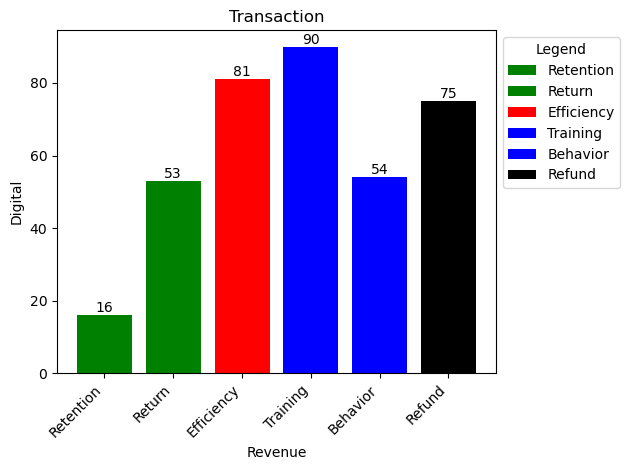 Transaction
Digital
80
60
40
20
0
16
53
81
90
54
75
Retention
Return
Efficiency
Training
Behavior
Refund
Revenue
Legend
Retention
Return
Efficiency
Training
Behavior
Refund